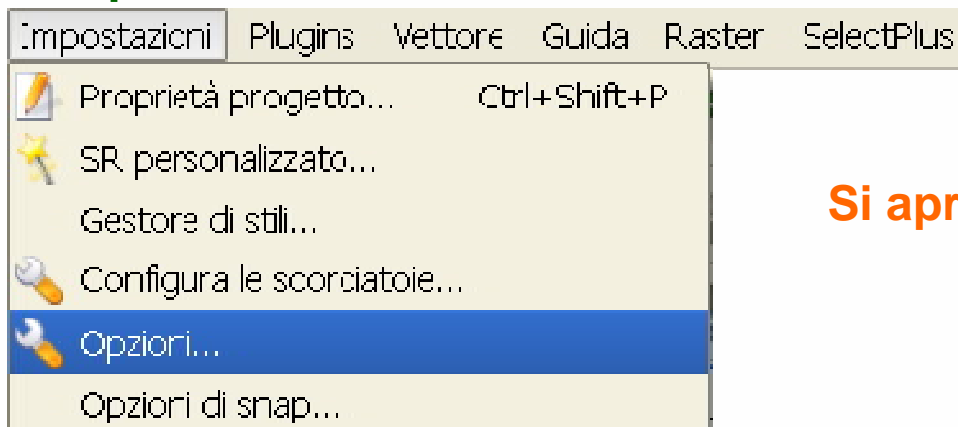 Impostazioni Plugins Vettore Guida Raster SelectPlus
Proprietà progetto... Ctrl+Shift+P
SR personalizzato...
Si apr
Gestore di stili...
Configura le scorciatoie...
Opzioni...
Opzioni di snap...